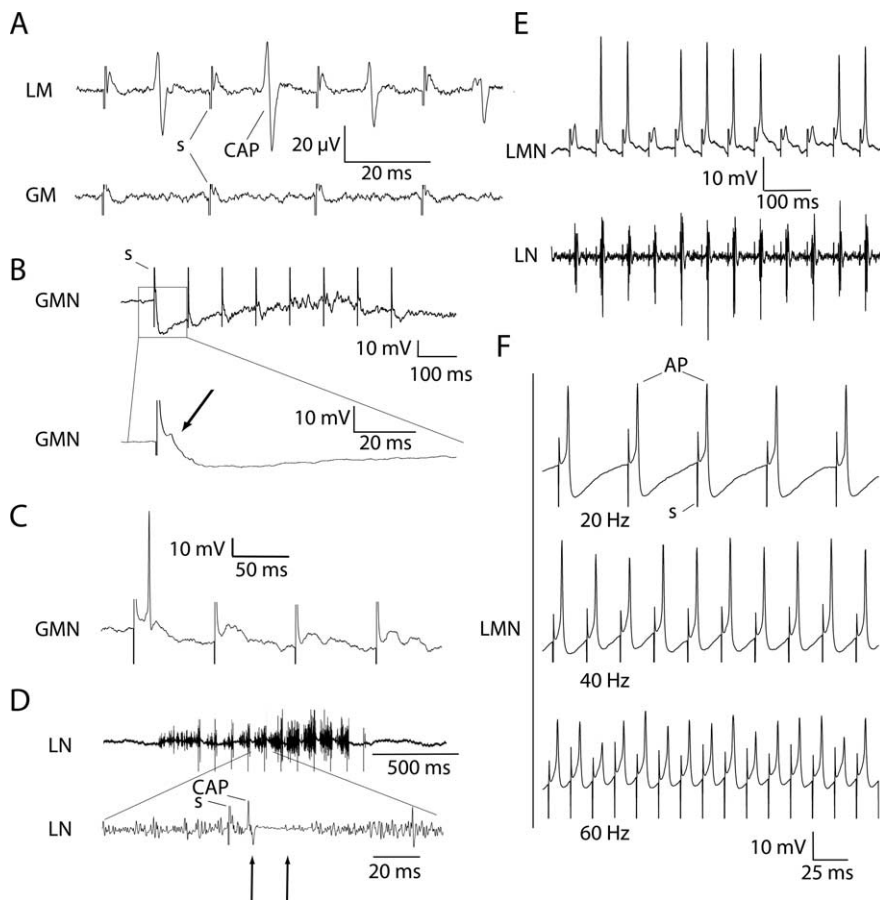 A
LM
s
CAP
20 µV
20 ms
GM
B
s
GMN
10 mV
100 ms
GMN
10 mV
20 ms
C
10 mV
50 ms
GMN
D
LN
500 ms
CAP
s
LN
20 ms
E
LMN
10 mV
100 ms
LN
F
AP
s
20 Hz
LMN
40 Hz
60 Hz
10 mV
25 ms